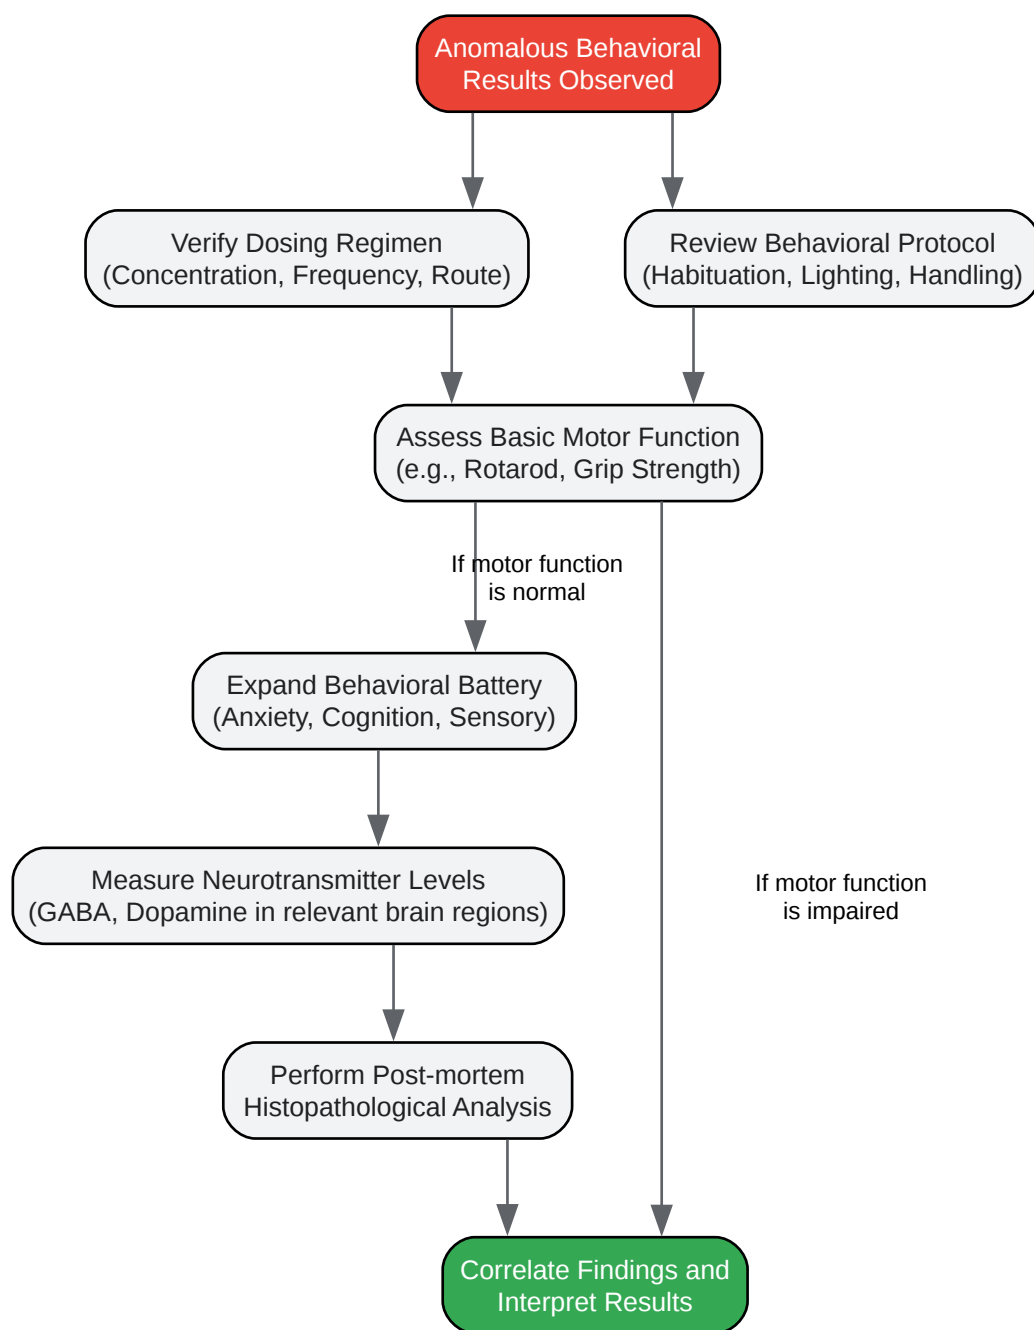 Anomalous Behavioral
Results Observed
Verify Dosing Regimen
(Concentration, Frequency, Route)
Review Behavioral Protocol
(Habituation, Lighting, Handling)
Assess Basic Motor Function
(e.g., Rotarod, Grip Strength)
If motor function
is normal
Expand Behavioral Battery
(Anxiety, Cognition, Sensory)
Measure Neurotransmitter Levels
(GABA, Dopamine in relevant brain regions)
If motor function
is impaired
Perform Post-mortem
Histopathological Analysis
Correlate Findings and
Interpret Results